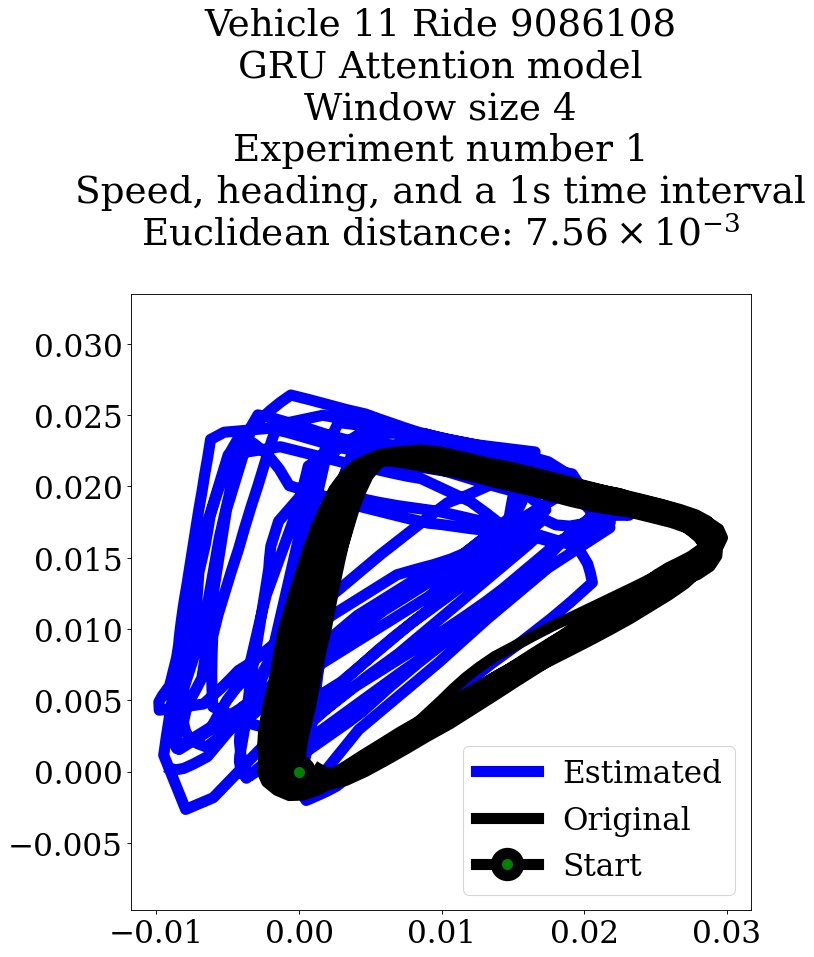 Vehicle 11 Ride 9086108
GRU Attention model
Window size 4
Experiment number 1
Speed, heading, and a 1s time interval
Euclidean distance: 7.56 × 10⁻³
0.030
0.025
0.020
0.015
0.010
0.005
0.000
−0.005
−0.01 0.00 0.01 0.02 0.03
Estimated
Original
Start